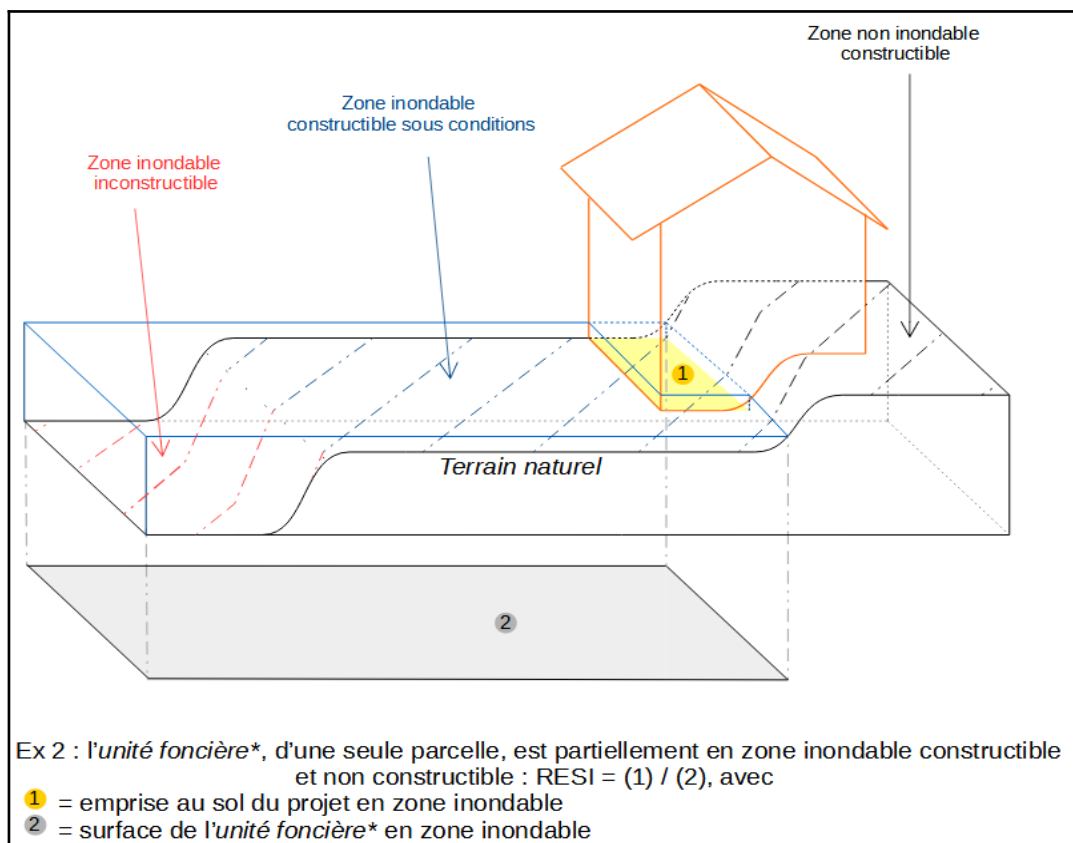 Zone non inondable
constructible
Zone inondable
constructible sous conditions
Zone inondable
inconstructible
1
Terrain naturel
2
Ex 2 : l'unité foncière*, d'une seule parcelle, est partiellement en zone inondable constructible
et non constructible : RESI = (1) / (2), avec
1 = emprise au sol du projet en zone inondable
2 = surface de l'unité foncière* en zone inondable